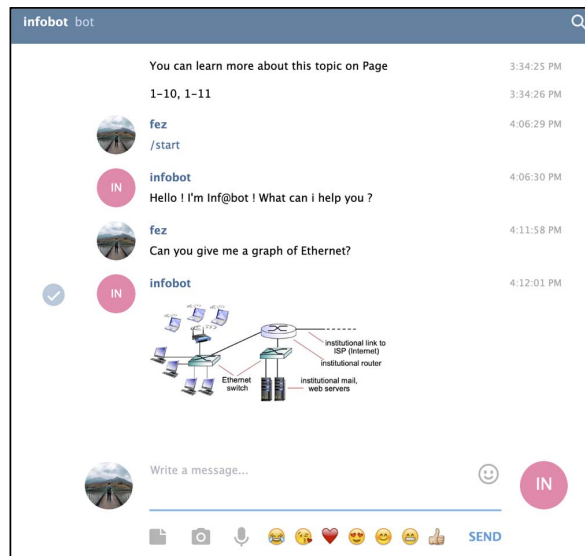 infobot bot
You can learn more about this topic on Page 3:34:25 PM
1-10, 1-11 3:34:26 PM
fez 4:06:29 PM
/start
IN infobot 4:06:30 PM
Hello ! I'm Inf@bot ! What can i help you ?
fez 4:11:58 PM
Can you give me a graph of Ethernet?
IN infobot 4:12:01 PM
institutional link to
ISP (Internet)
institutional router
Ethernet
switch
institutional mail,
web servers
Write a message...
IN
SEND